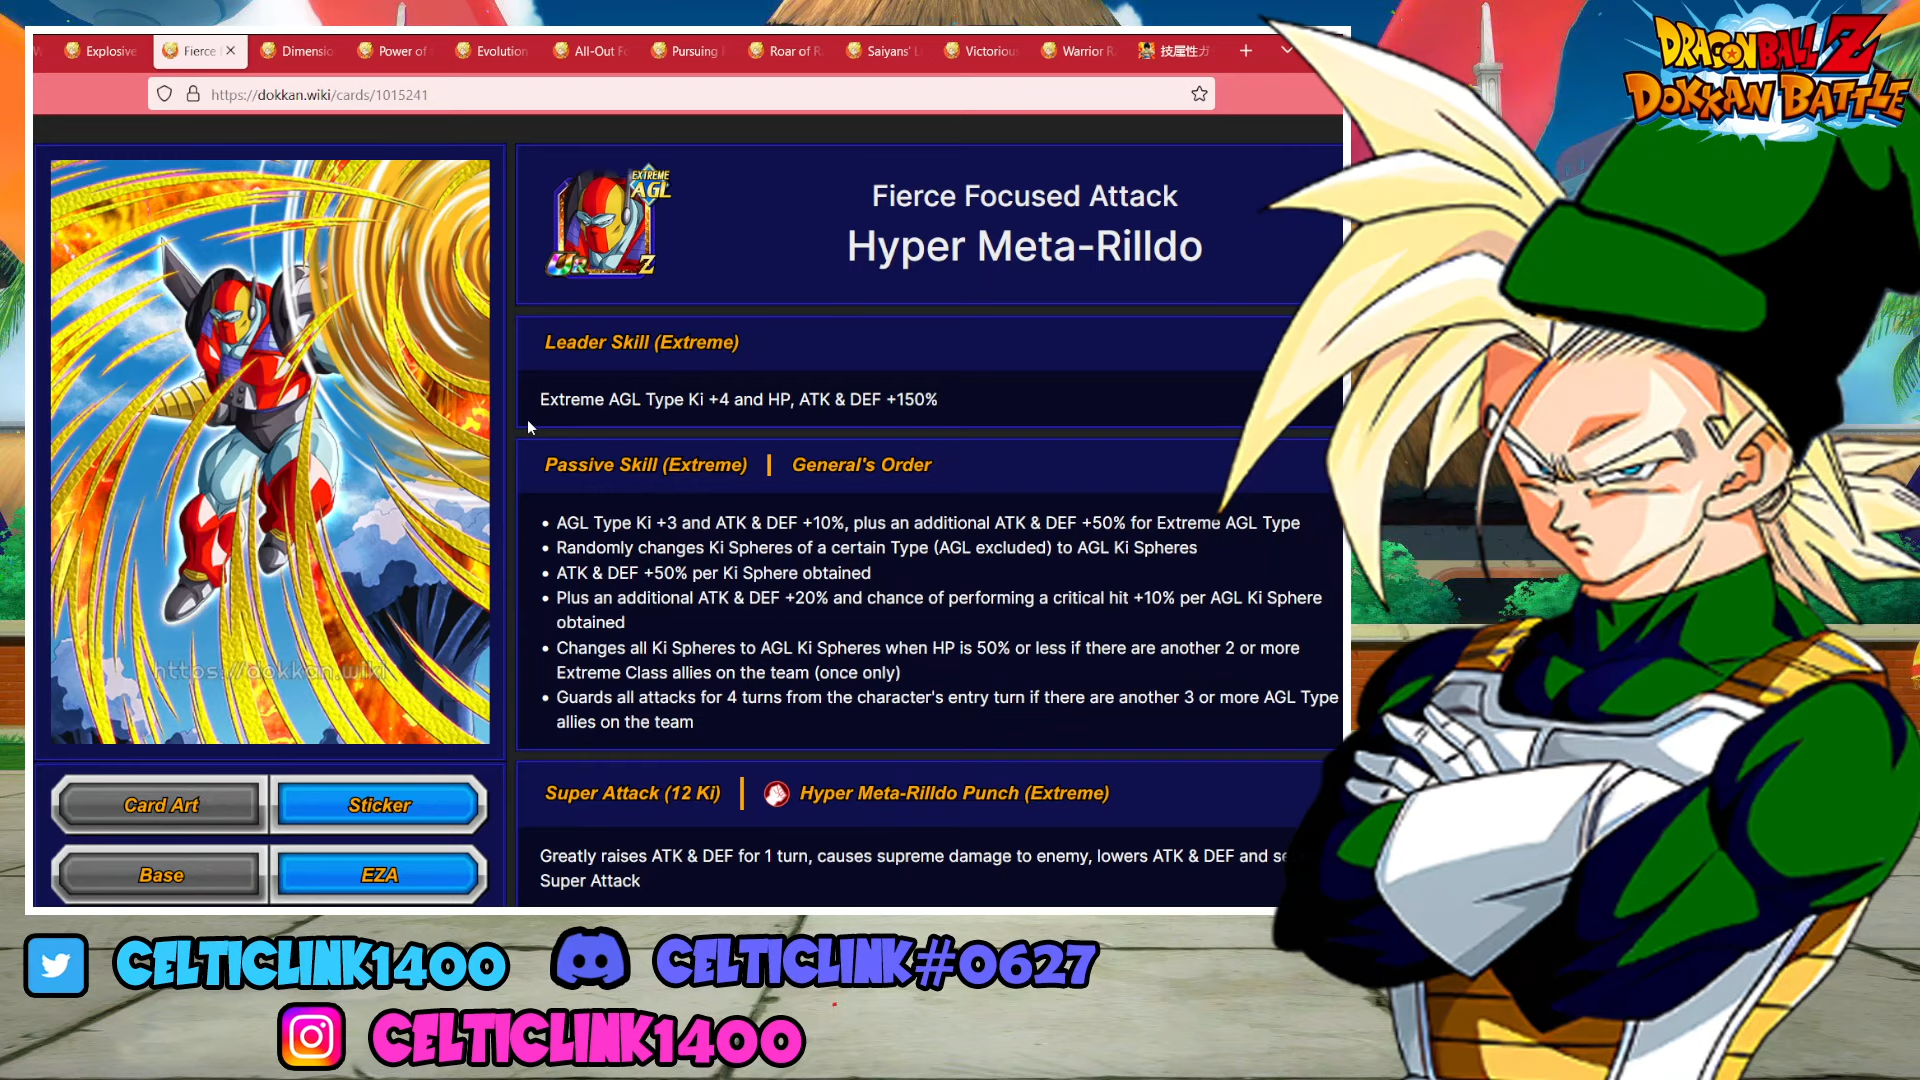 Explosive
Fierce
Dimensio
Power of
Evolution
All-Out F
Pursuing
Roar of R
Saiyans' L
Victorious
Warrior R
技属性ガ
https://dokkan.wiki/cards/1015241
DRAGON BALL Z
DOKKAN BATTLE
EXTREME
AGL
UR
Z
Fierce Focused Attack
Hyper Meta-Rilldo
Leader Skill (Extreme)
Extreme AGL Type Ki +4 and HP, ATK & DEF +150%
Passive Skill (Extreme) | General's Order
• AGL Type Ki +3 and ATK & DEF +10%, plus an additional ATK & DEF +50% for Extreme AGL Type
• Randomly changes Ki Spheres of a certain Type (AGL excluded) to AGL Ki Spheres
• ATK & DEF +50% per Ki Sphere obtained
• Plus an additional ATK & DEF +20% and chance of performing a critical hit +10% per AGL Ki Sphere
obtained
• Changes all Ki Spheres to AGL Ki Spheres when HP is 50% or less if there are another 2 or more
Extreme Class allies on the team (once only)
• Guards all attacks for 4 turns from the character's entry turn if there are another 3 or more AGL Type
allies on the team
https://dokkan.wiki
Super Attack (12 Ki) | Hyper Meta-Rilldo Punch (Extreme)
Greatly raises ATK & DEF for 1 turn, causes supreme damage to enemy, lowers ATK & DEF and
Super Attack
Card Art
Sticker
Base
EZA
CELTICLINK1400
CELTICLINK#0627
CELTICLINK1400